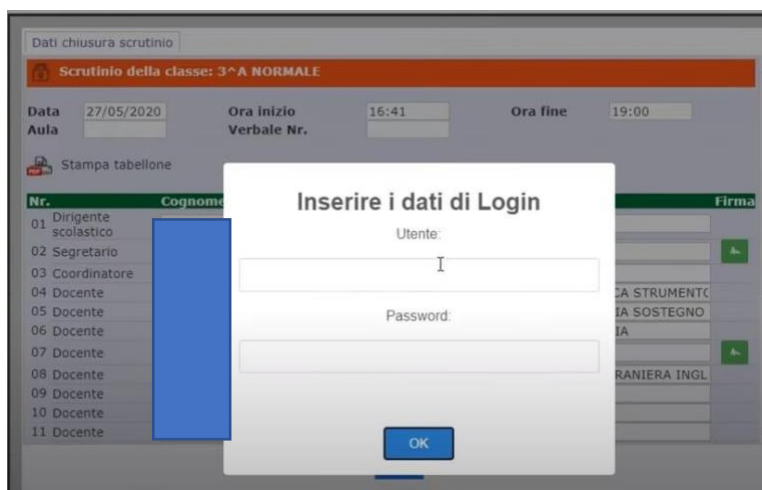 Dati chiusura scrutinio
Scrutinio della classe: 3^A NORMALE
Data 27/05/2020 Ora inizio 16:41 Ora fine 19:00
Aula Verbale Nr.
PDF Stampa tabellone
Nr. Cognome Firma
01 Dirigente scolastico
02 Segretario
03 Coordinatore
04 Docente CA STRUMENTO
05 Docente IA SOSTEGNO
06 Docente IA
07 Docente
08 Docente RANIERA INGL
09 Docente
10 Docente
11 Docente
Inserire i dati di Login
Utente:
Password:
OK